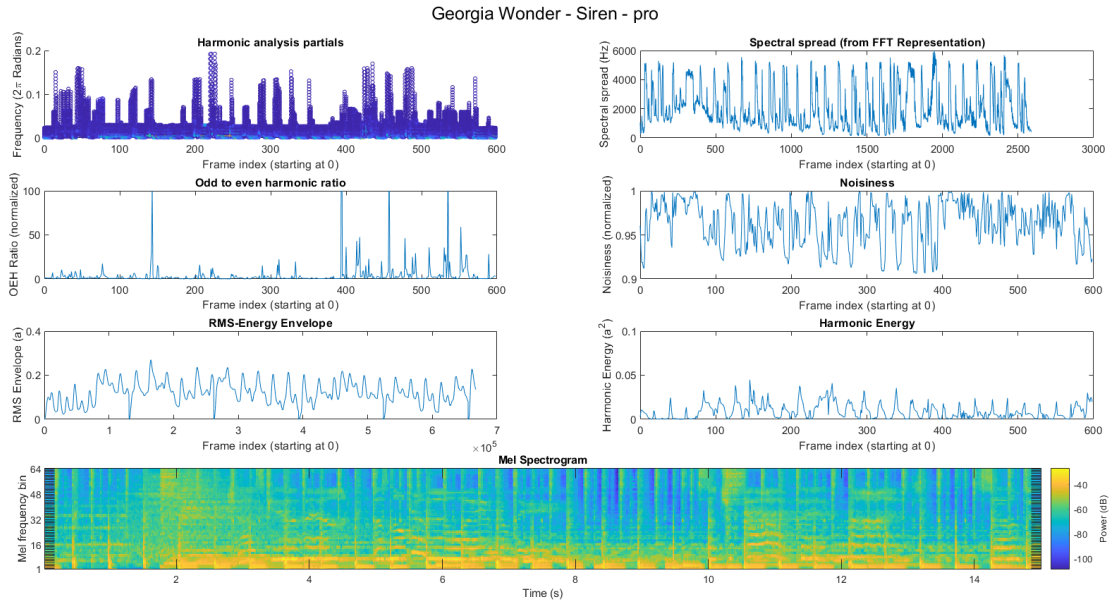 Georgia Wonder - Siren - pro
Harmonic analysis partials
Frequency (2π Radians)
0.2
0.1
0
0 100 200 300 400 500 600
Frame index (starting at 0)
Spectral spread (from FFT Representation)
Spectral spread (Hz)
6000
4000
2000
0
0 500 1000 1500 2000 2500 3000
Frame index (starting at 0)
Odd to even harmonic ratio
OEH Ratio (normalized)
100
50
0
0 100 200 300 400 500 600
Frame index (starting at 0)
Noisiness
Noisiness (normalized)
1
0.95
0.9
0 100 200 300 400 500 600
Frame index (starting at 0)
RMS-Energy Envelope
RMS Envelope (a)
0.4
0.2
0
0 1 2 3 4 5 6 7
Frame index (starting at 0)
×10⁵
Harmonic Energy
Harmonic Energy (a²)
0.1
0.05
0
0 100 200 300 400 500 600
Frame index (starting at 0)
Mel Spectrogram
Mel frequency bin
64
48
32
16
1
2 4 6 8 10 12 14
Time (s)
-40
-60
-80
-100
Power (dB)